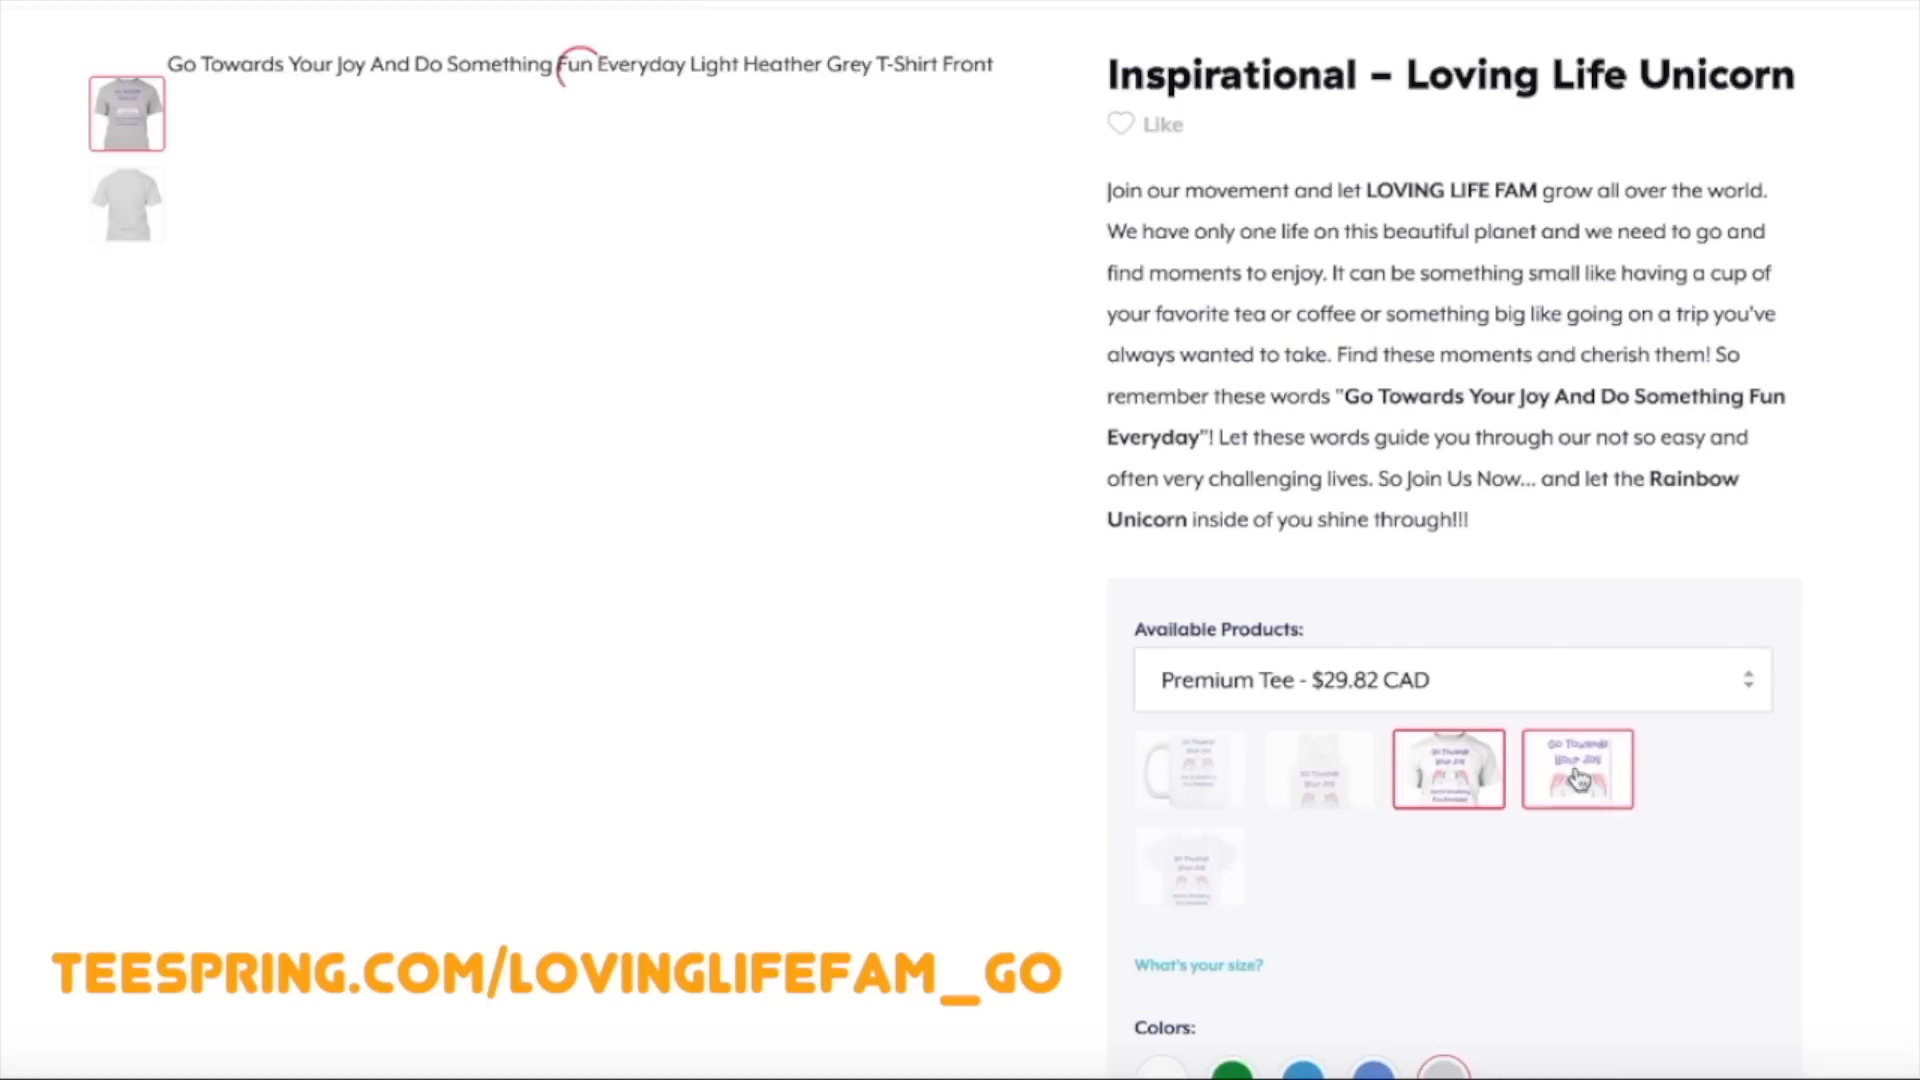 Go Towards Your Joy And Do Something Fun Everyday Light Heather Grey T-Shirt Front
Inspirational – Loving Life Unicorn
Like
Join our movement and let LOVING LIFE FAM grow all over the world.
We have only one life on this beautiful planet and we need to go and
find moments to enjoy. It can be something small like having a cup of
your favorite tea or coffee or something big like going on a trip you've
always wanted to take. Find these moments and cherish them! So
remember these words "Go Towards Your Joy And Do Something Fun
Everyday"! Let these words guide you through our not so easy and
often very challenging lives. So Join Us Now... and let the Rainbow
Unicorn inside of you shine through!!!
Available Products:
Premium Tee - $29.82 CAD
Go Towards
Your Joy
What's your size?
Colors:
TEESPRING.COM/LOVINGLIFEFAM_GO